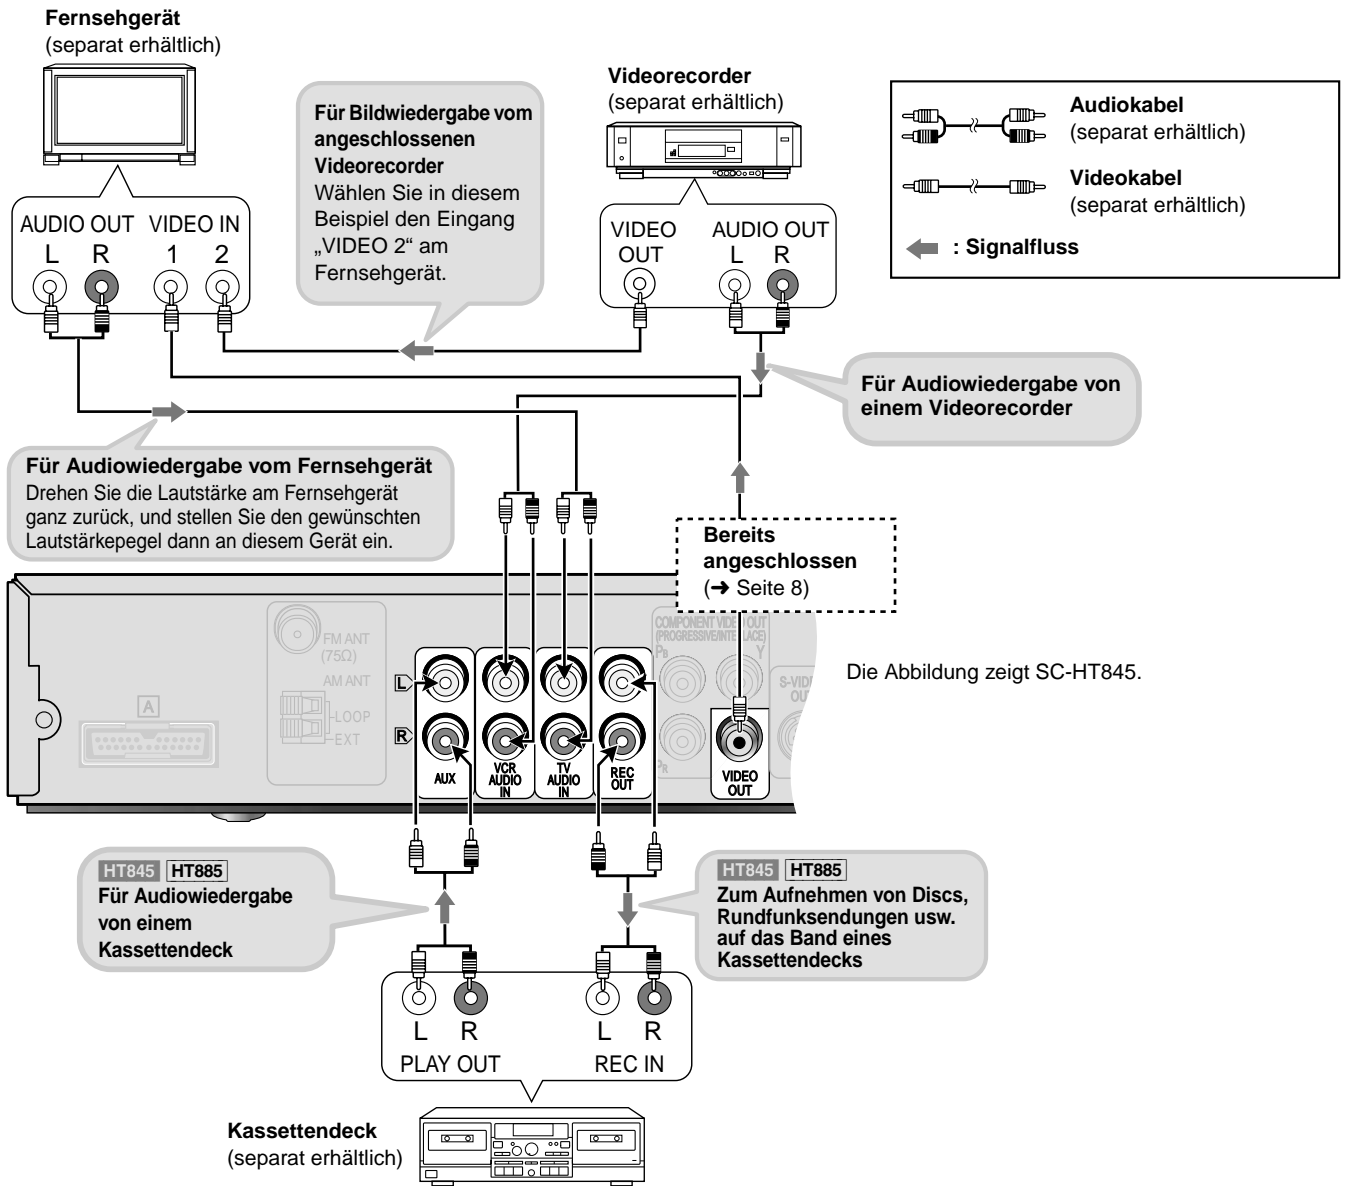 Fernsehgerät
(separat erhältlich)
AUDIO OUT VIDEO IN
L R 1 2
Für Bildwiedergabe vom
angeschlossenen
Videorecorder
Wählen Sie in diesem
Beispiel den Eingang
„VIDEO 2“ am
Fernsehgerät.
Videorecorder
(separat erhältlich)
VIDEO
OUT
AUDIO OUT
L R
Audiokabel
(separat erhältlich)
Videokabel
(separat erhältlich)
: Signalfluss
Für Audiowiedergabe von
einem Videorecorder
Für Audiowiedergabe vom Fernsehgerät
Drehen Sie die Lautstärke am Fernsehgerät
ganz zurück, und stellen Sie den gewünschten
Lautstärkepegel dann an diesem Gerät ein.
Bereits
angeschlossen
(➜ Seite 8)
Die Abbildung zeigt SC-HT845.
A
FM ANT
(75Ω)
AM ANT
LOOP
EXT
L
R
AUX
VCR
AUDIO
IN
TV
AUDIO
IN
REC
OUT
COMPONENT VIDEO OUT
(PROGRESSIVE/INTERLACE)
PB
Y
PR
VIDEO
OUT
HT845 HT885
Für Audiowiedergabe
von einem
Kassettendeck
HT845 HT885
Zum Aufnehmen von Discs,
Rundfunksendungen usw.
auf das Band eines
Kassettendecks
L R L R
PLAY OUT REC IN
Kassettendeck
(separat erhältlich)